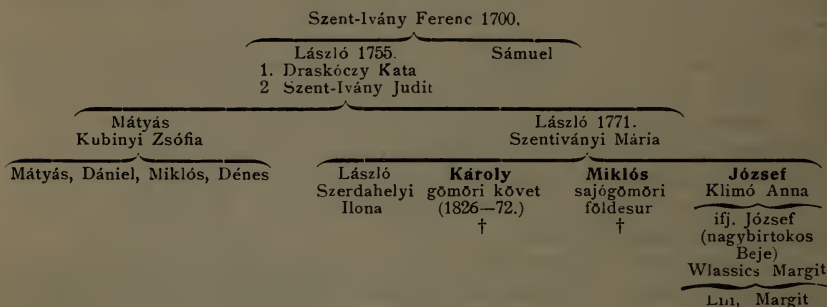 Szent-Ivány Ferenc 1700,
László 1755. Sámuel
1. Draskóczy Kata
2 Szent-Ivány Judit
Mátyás László 1771.
Kubinyi Zsófia Szentiványi Mária
Mátyás, Dániel, Miklós, Dénes László Károly Miklós József
Szerdahelyi gömöri követ sajógömöri Klimó Anna
Ilona (1826—72.) földesur ifj. József
† † (nagybirtokos
Beje)
Wlassics Margit
Lili, Margit